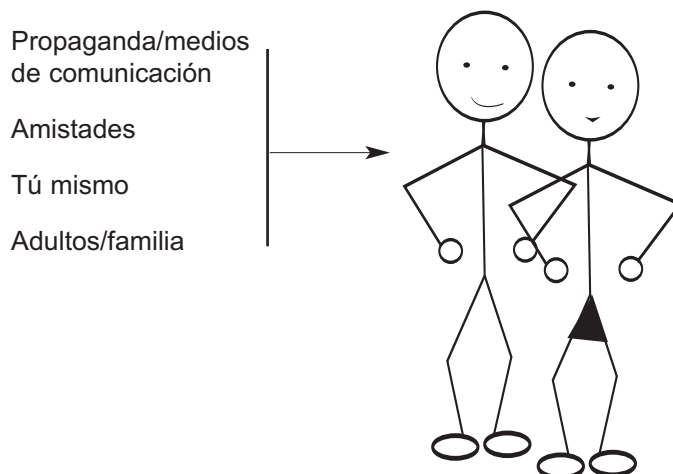 Propaganda/medios
de comunicación
Amistades
Tú mismo
Adultos/familia